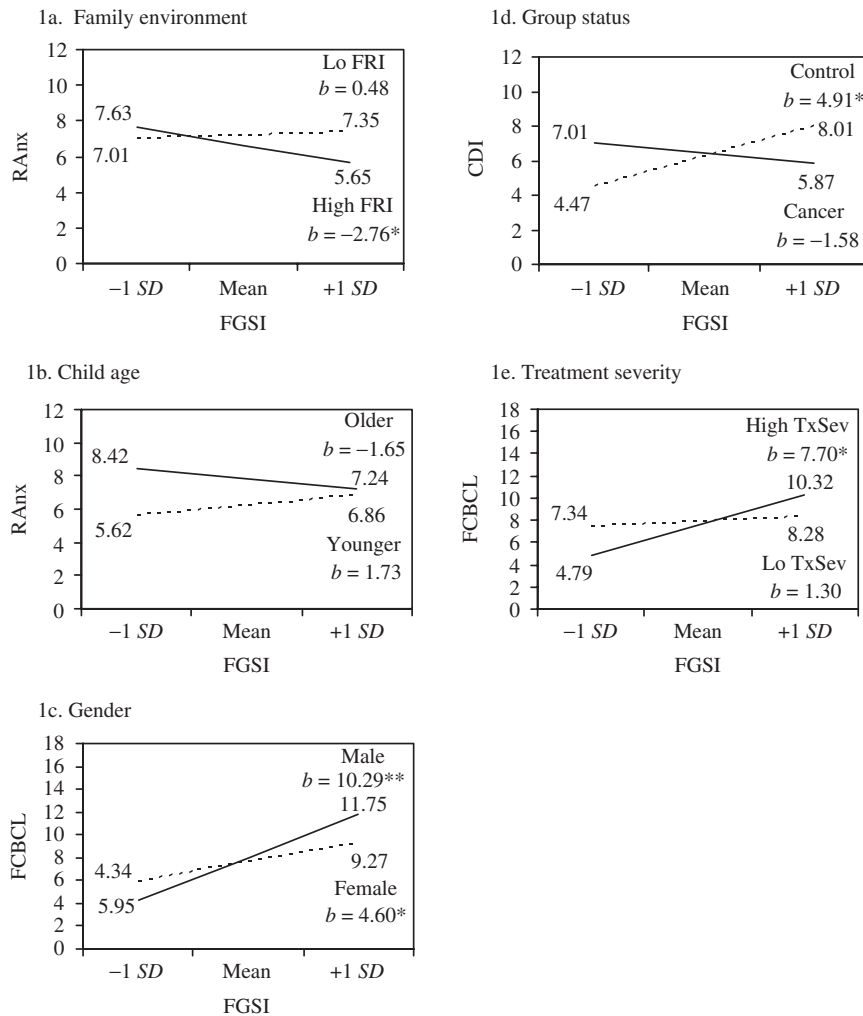 1a. Family environment
12
10
8
6
4
2
0
RAnx
7.63
7.01
Lo FRI
b = 0.48
7.35
5.65
High FRI
b = −2.76*
−1 SD Mean +1 SD
FGSI
1b. Child age
12
10
8
6
4
2
0
RAnx
8.42
5.62
Older
b = −1.65
7.24
6.86
Younger
b = 1.73
−1 SD Mean +1 SD
FGSI
1c. Gender
18
16
14
12
10
8
6
4
2
0
FCBCL
4.34
5.95
Male
b = 10.29**
11.75
9.27
Female
b = 4.60*
−1 SD Mean +1 SD
FGSI
1d. Group status
12
10
8
6
4
2
0
CDI
7.01
4.47
Control
b = 4.91*
8.01
5.87
Cancer
b = −1.58
−1 SD Mean +1 SD
FGSI
1e. Treatment severity
18
16
14
12
10
8
6
4
2
0
FCBCL
7.34
4.79
High TxSev
b = 7.70*
10.32
8.28
Lo TxSev
b = 1.30
−1 SD Mean +1 SD
FGSI